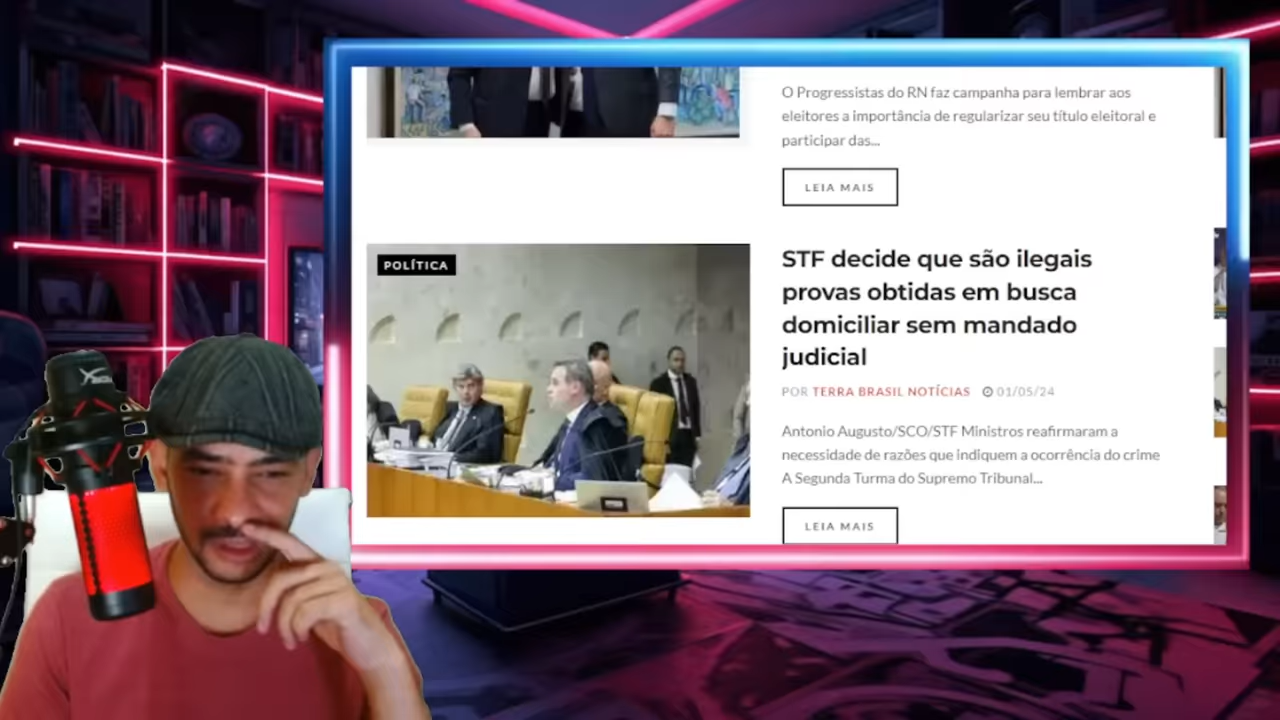 O Progressistas do RN faz campanha para lembrar aos
eleitores a importância de regularizar seu título eleitoral e
participar das...
LEIA MAIS
POLÍTICA
STF decide que são ilegais
provas obtidas em busca
domiciliar sem mandado
judicial
POR TERRA BRASIL NOTÍCIAS 01/05/24
Antonio Augusto/SCO/STF Ministros reafirmaram a
necessidade de razões que indiquem a ocorrência do crime
A Segunda Turma do Supremo Tribunal...
LEIA MAIS